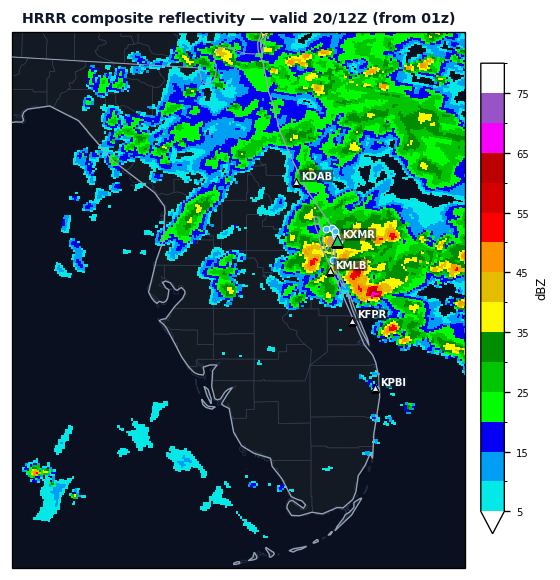 HRRR composite reflectivity — valid 20/12Z (from 01z)
KDAB
KXMR
KMLB
KFPR
KPBI
75
65
55
45
35
25
15
5
dBZ